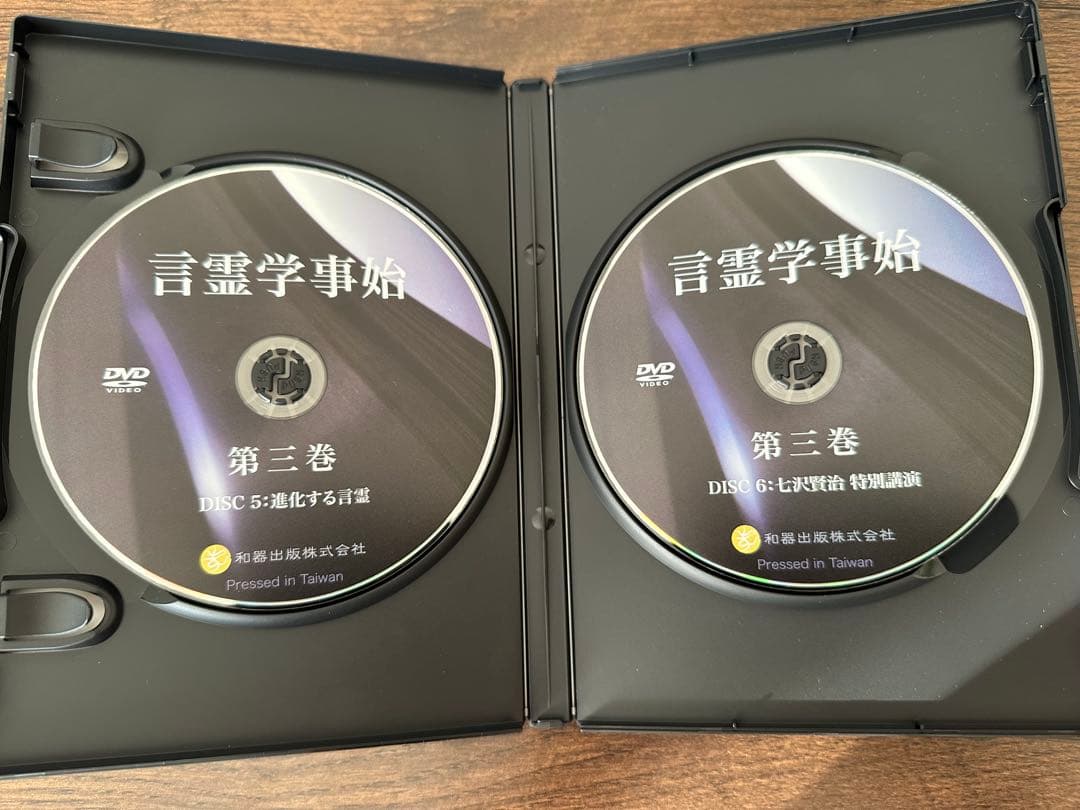 言霊学事始
DVD
VIDEO
第三巻
DISC 5:進化する言霊
和器出版株式会社
Pressed in Taiwan
言霊学事始
DVD
VIDEO
第三巻
DISC 6:七沢賢治 特別講演
和器出版株式会社
Pressed in Taiwan